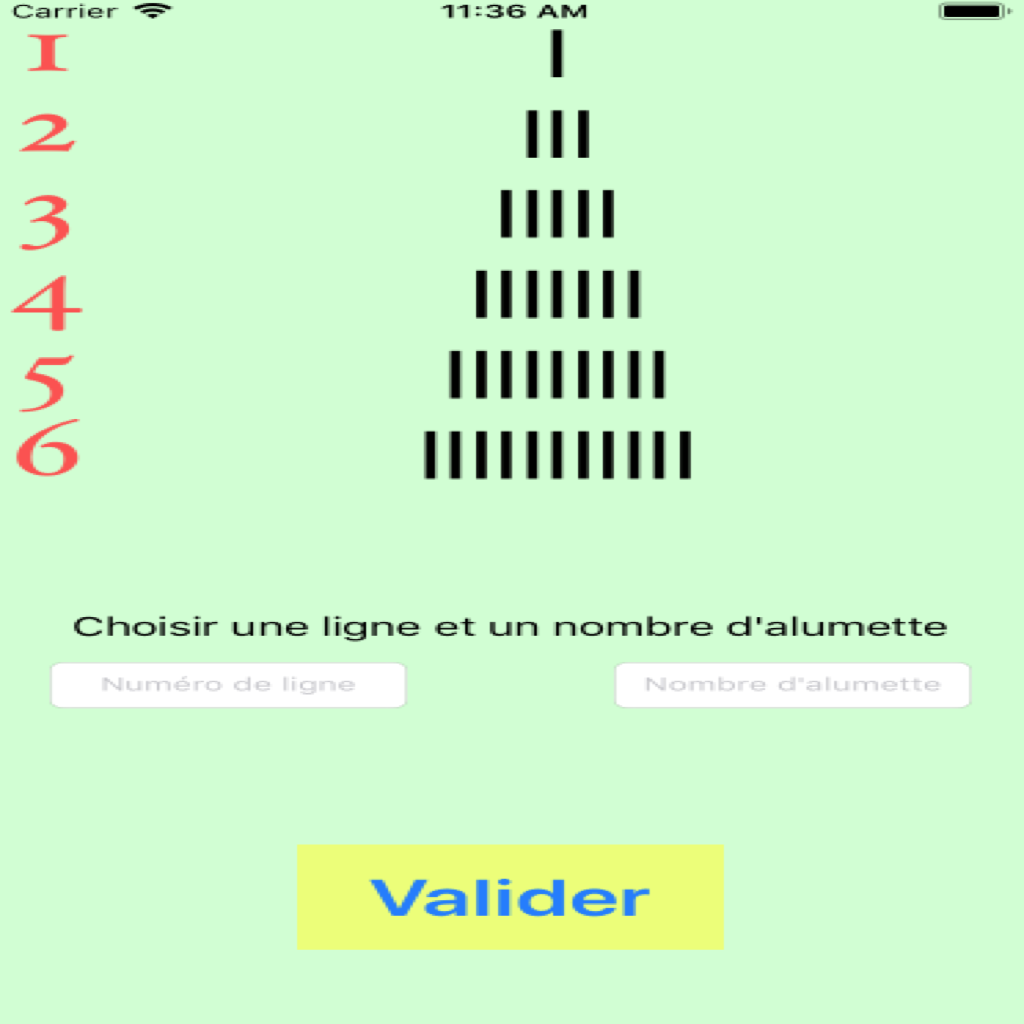 Carrier 11:36 AM
1
2
3
4
5
6
Choisir une ligne et un nombre d'alumette
Numéro de ligne Nombre d'alumette
Valider